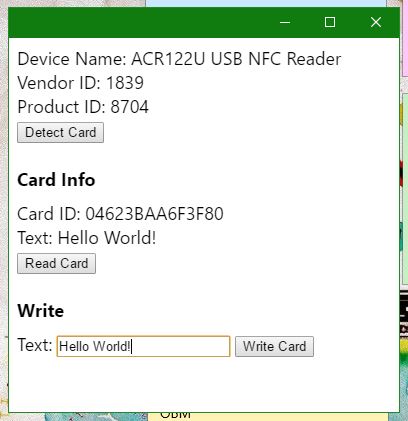 Device Name: ACR122U USB NFC Reader
Vendor ID: 1839
Product ID: 8704
Detect Card
Card Info
Card ID: 04623BAA6F3F80
Text: Hello World!
Read Card
Write
Text: Hello World! Write Card
OBM